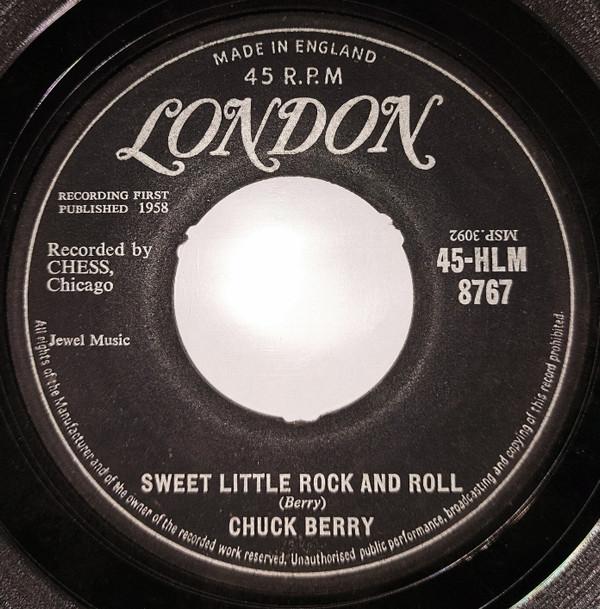 MADE IN ENGLAND
45 R.P.M
LONDON
RECORDING FIRST
PUBLISHED 1958
Recorded by
CHESS,
Chicago
Jewel Music
MSP.3092
45-HLM
8767
SWEET LITTLE ROCK AND ROLL
(Berry)
CHUCK BERRY
All rights of the Manufacturer and of the owner of the recorded work reserved. Unauthorised public performance, broadcasting and copying of this record prohibited.